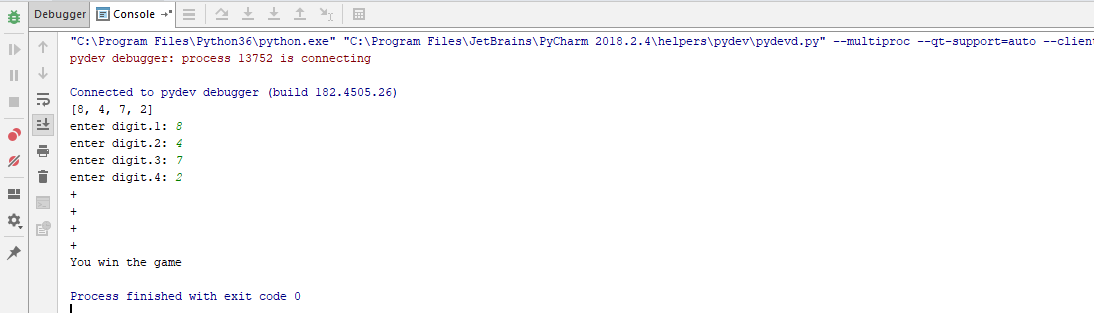 Debugger Console
"C:\Program Files\Python36\python.exe" "C:\Program Files\JetBrains\PyCharm 2018.2.4\helpers\pydev\pydevd.py" --multiproc --qt-support=auto --client
pydev debugger: process 13752 is connecting
Connected to pydev debugger (build 182.4505.26)
[8, 4, 7, 2]
enter digit.1: 8
enter digit.2: 4
enter digit.3: 7
enter digit.4: 2
+
+
+
+
You win the game
Process finished with exit code 0